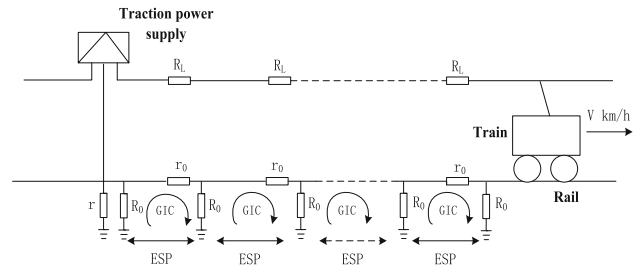 Traction power
supply
R_L R_L R_L
V km/h
Train
r_0 r_0 r_0
r R_0 R_0 R_0 R_0 R_0
GIC GIC GIC GIC
Rail
ESP ESP ESP ESP